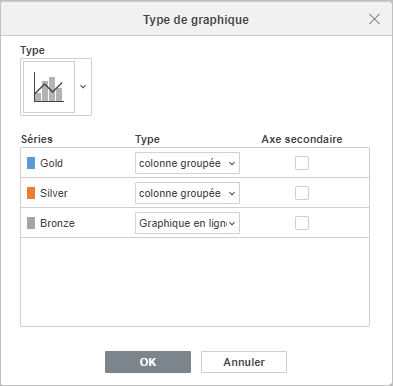 Type de graphique
Type
Séries Type Axe secondaire
Gold colonne groupée
Silver colonne groupée
Bronze Graphique en lign
OK Annuler